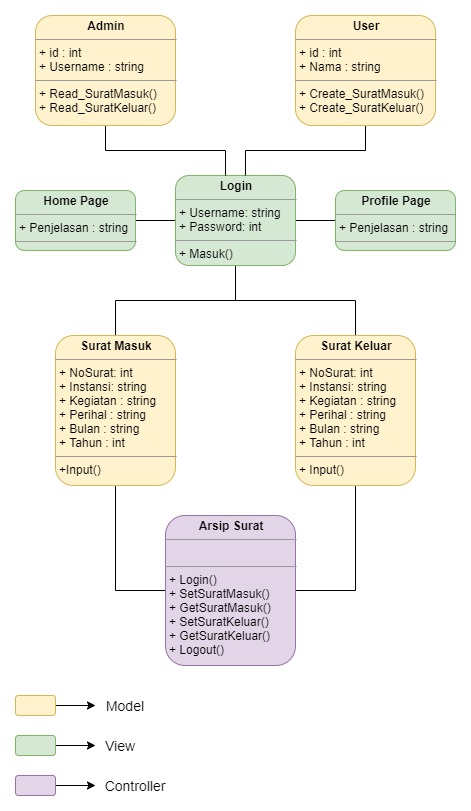 Admin
+ id : int
+ Username : string
+ Read_SuratMasuk()
+ Read_SuratKeluar()
User
+ id : int
+ Nama : string
+ Create_SuratMasuk()
+ Create_SuratKeluar()
Home Page
+ Penjelasan : string
Login
+ Username: string
+ Password: int
+ Masuk()
Profile Page
+ Penjelasan : string
Surat Masuk
+ NoSurat: int
+ Instansi: string
+ Kegiatan : string
+ Perihal : string
+ Bulan : string
+ Tahun : int
+Input()
Surat Keluar
+ NoSurat: int
+ Instansi: string
+ Kegiatan : string
+ Perihal : string
+ Bulan : string
+ Tahun : int
+ Input()
Arsip Surat
+ Login()
+ SetSuratMasuk()
+ GetSuratMasuk()
+ SetSuratKeluar()
+ GetSuratKeluar()
+ Logout()
Model
View
Controller